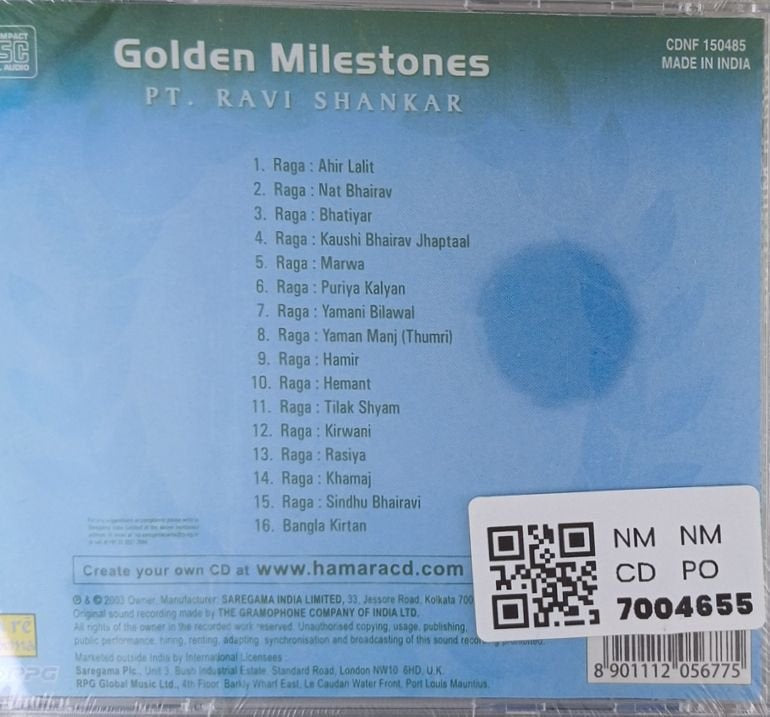 Golden Milestones
PT. RAVI SHANKAR
CDNF 150485
MADE IN INDIA
1. Raga : Ahir Lalit
2. Raga : Nat Bhairav
3. Raga : Bhatiyar
4. Raga : Kaushi Bhairav Jhaptaal
5. Raga : Marwa
6. Raga : Puriya Kalyan
7. Raga : Yamani Bilawal
8. Raga : Yaman Manj (Thumri)
9. Raga : Hamir
10. Raga : Hemant
11. Raga : Tilak Shyam
12. Raga : Kirwani
13. Raga : Rasiya
14. Raga : Khamaj
15. Raga : Sindhu Bhairavi
16. Bangla Kirtan
Create your own CD at www.hamaracd.com
NM NM
CD PO
7004655
℗ & © 2003 Owner, Manufacturer: SAREGAMA INDIA LIMITED, 33, Jessore Road, Kolkata 700
Original sound recording made by THE GRAMOPHONE COMPANY OF INDIA LTD.
All rights of the owner in the recorded work reserved. Unauthorised copying, usage, publishing,
public performance, hiring, renting, adapting, synchronisation and broadcasting of this sound recording prohibited.
Marketed outside India by International Licensees :
Saregama Plc., Unit 3, Bush Industrial Estate, Standard Road, London NW10 6HD, U.K.
RPG Global Music Ltd., 4th Floor, Barkly Wharf East, Le Caudan Water Front, Port Louis Mauritius.
RPG
8 901112 056775